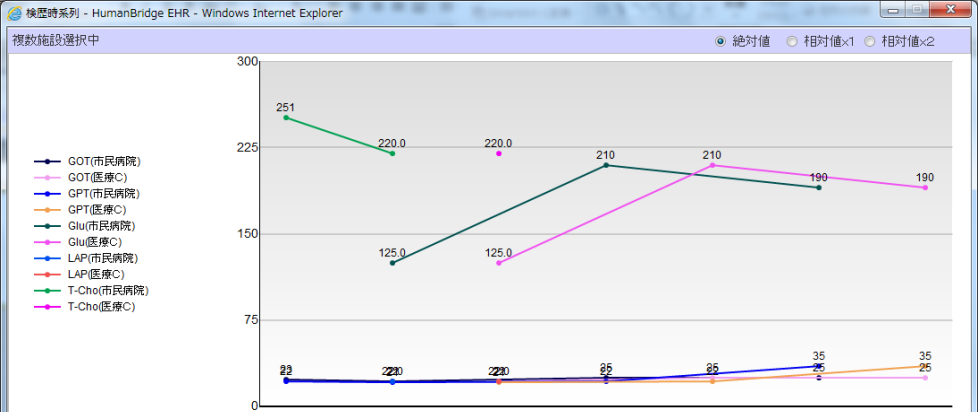 検歴時系列 - HumanBridge EHR - Windows Internet Explorer
複数施設選択中
絶対値 相対値x1 相対値x2
300
225
150
75
0
GOT(市民病院)
GOT(医療C)
GPT(市民病院)
GPT(医療C)
Glu(市民病院)
Glu(医療C)
LAP(市民病院)
LAP(医療C)
T-Cho(市民病院)
T-Cho(医療C)
251
220.0 220.0
210 210
190 190
125.0 125.0
35 35
25 25